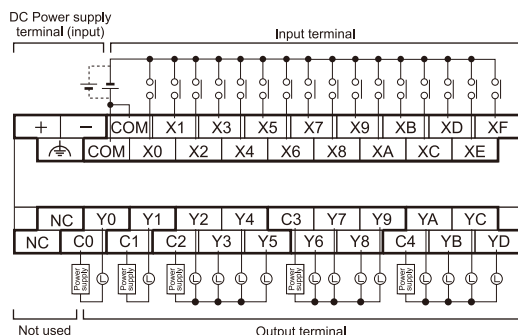 DC Power supply
terminal (input)
Input terminal
+ − COM X1 X3 X5 X7 X9 XB XD XF
COM X0 X2 X4 X6 X8 XA XC XE
NC Y0 Y1 Y2 Y4 C3 Y7 Y9 YA YC
NC C0 C1 C2 Y3 Y5 Y6 Y8 C4 YB YD
Power supply L Power supply L Power supply L L L L Power supply L L L L Power supply L L L L
Not used
Output terminal